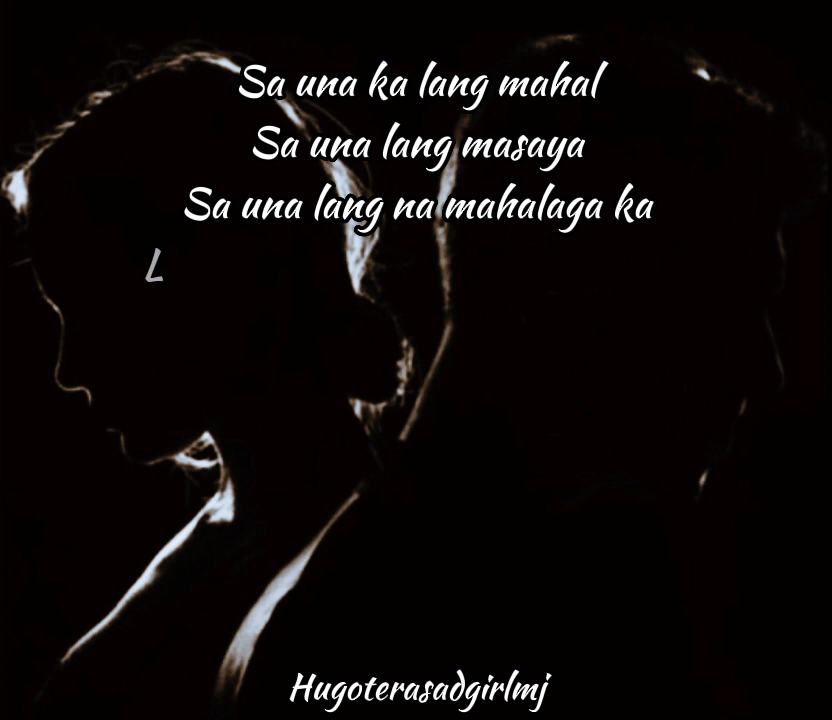 Sa una ka lang mahal
Sa una lang masaya
Sa una lang na mahalaga ka
L
Hugoterasadgirlmj